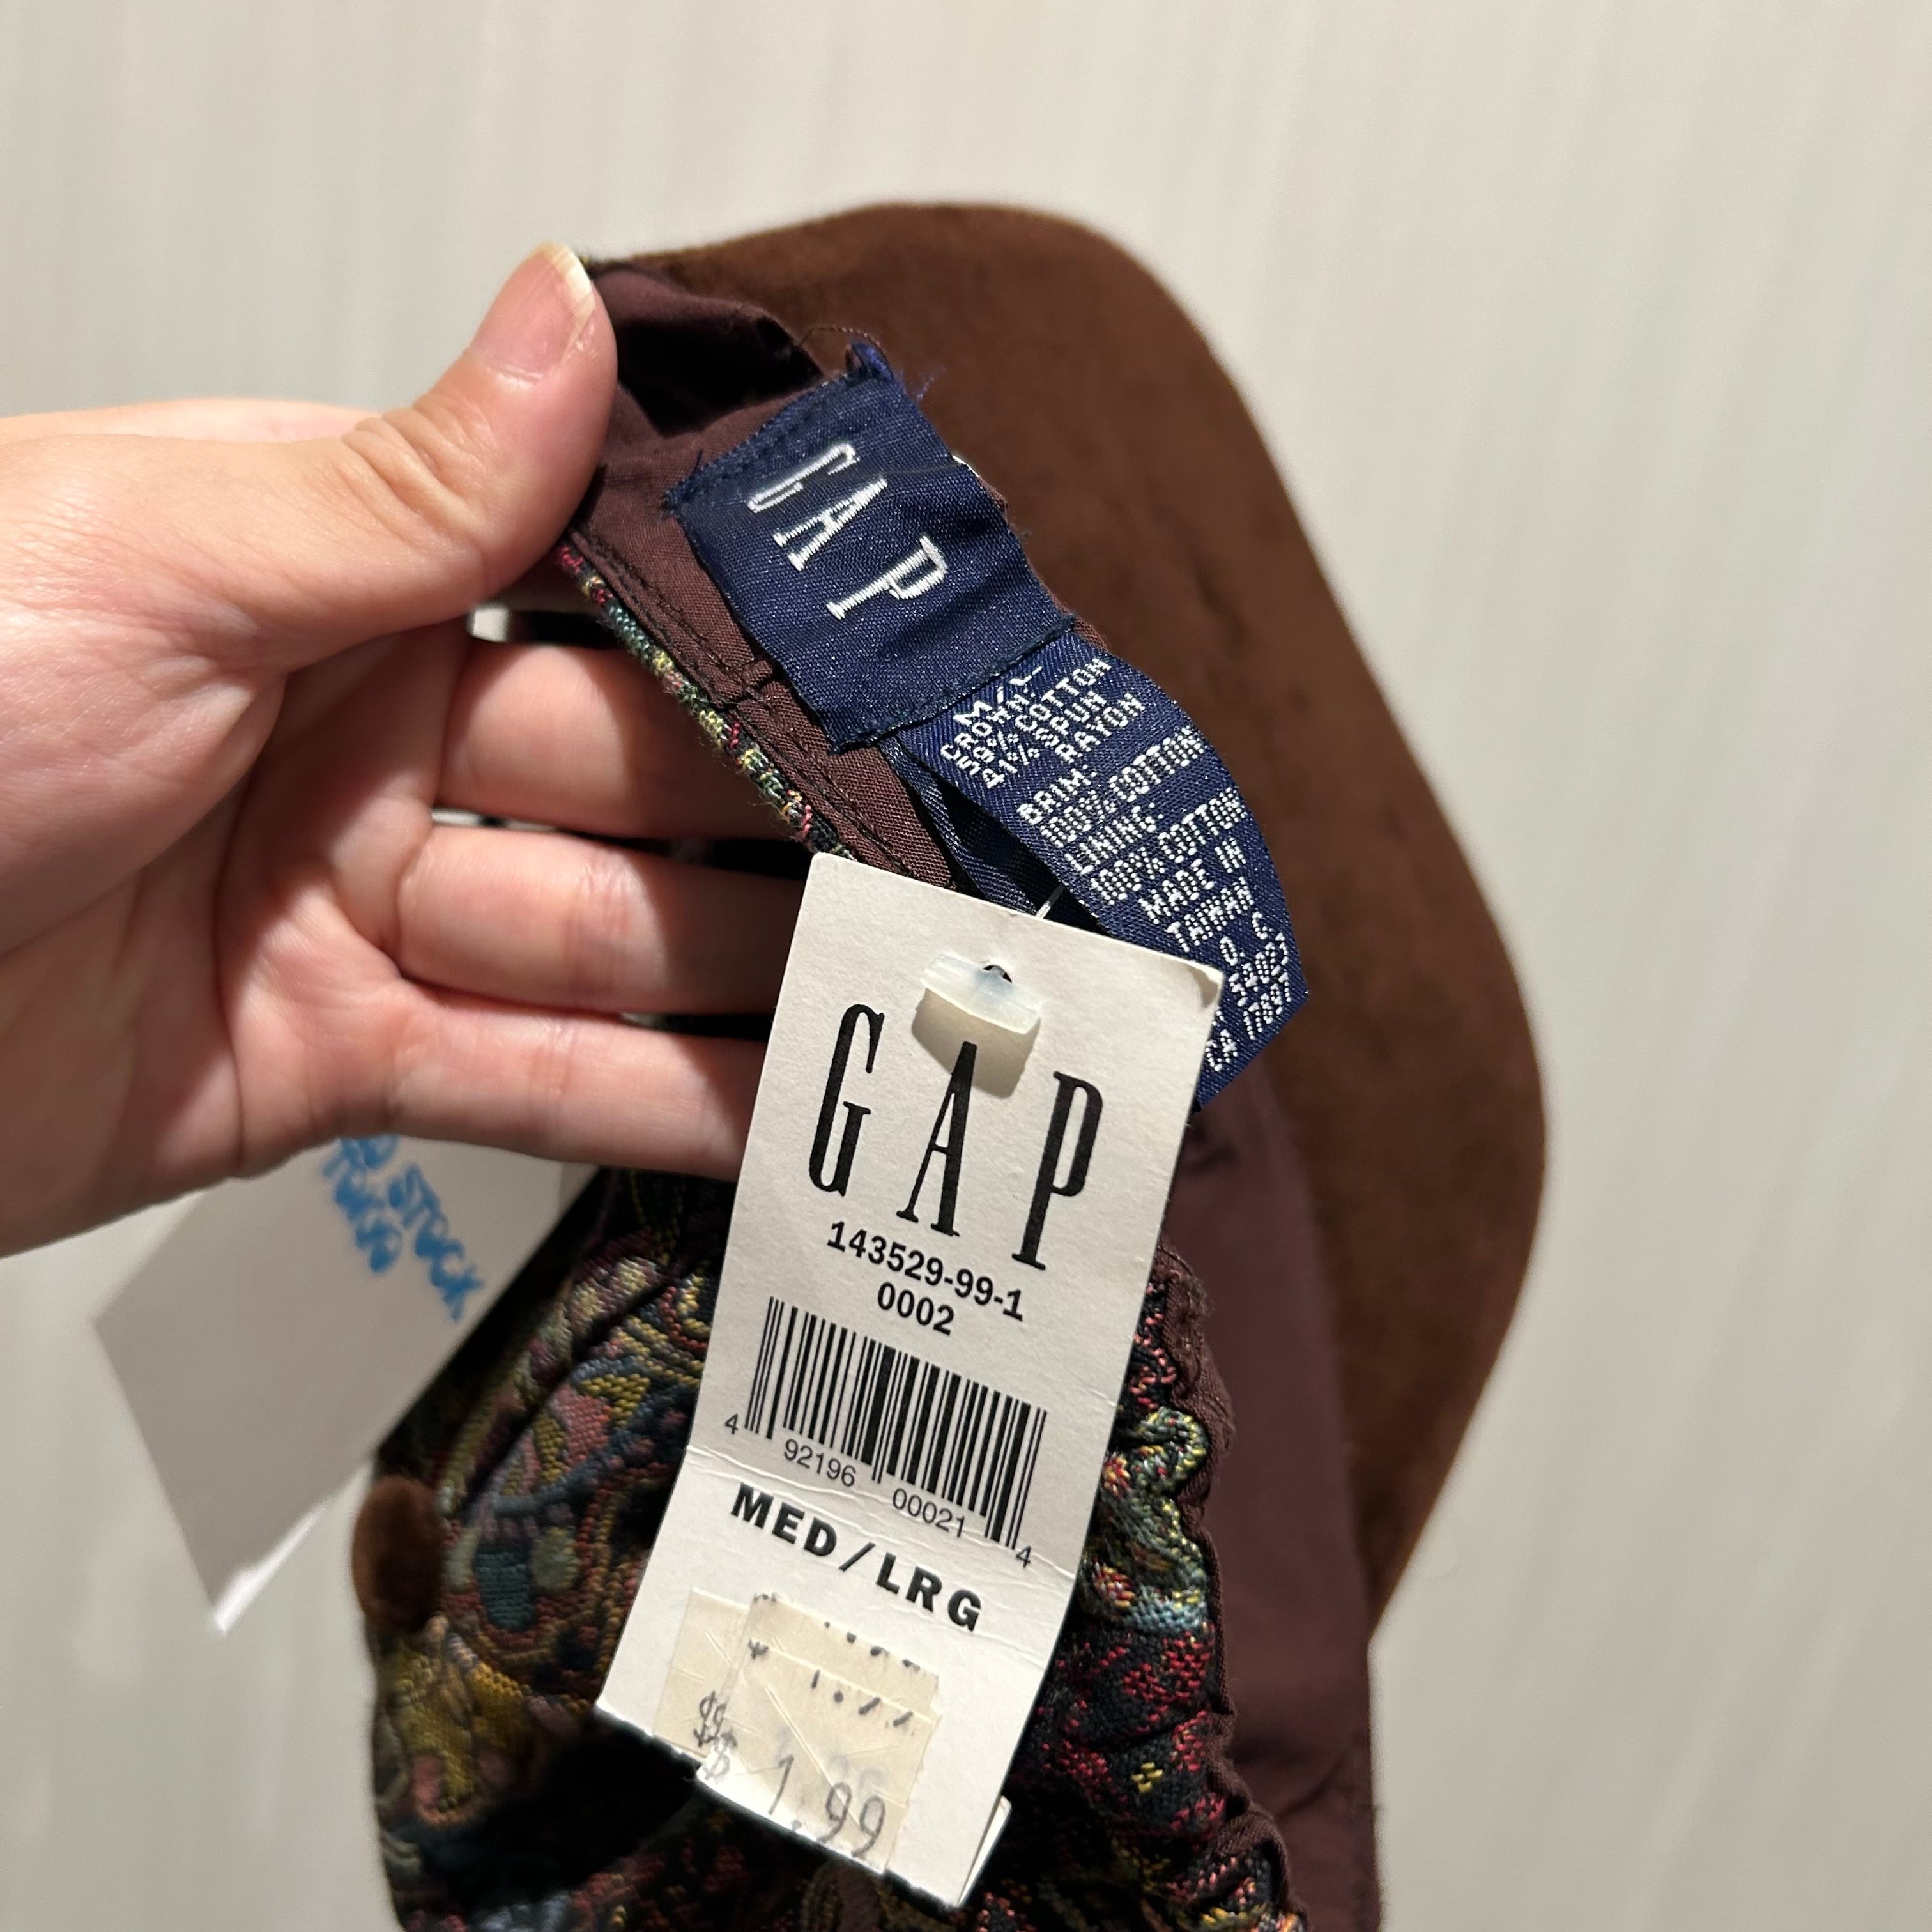 GAP
M/L
CROWN:
59% COTTON
41% SPUN
RAYON
BRIM:
100% COTTON
LINING:
100% COTTON
MADE IN
TAIWAN
GAP
143529-99-1
0002
4 92196 00021 4
MED/LRG
$ 1.99
STOCK